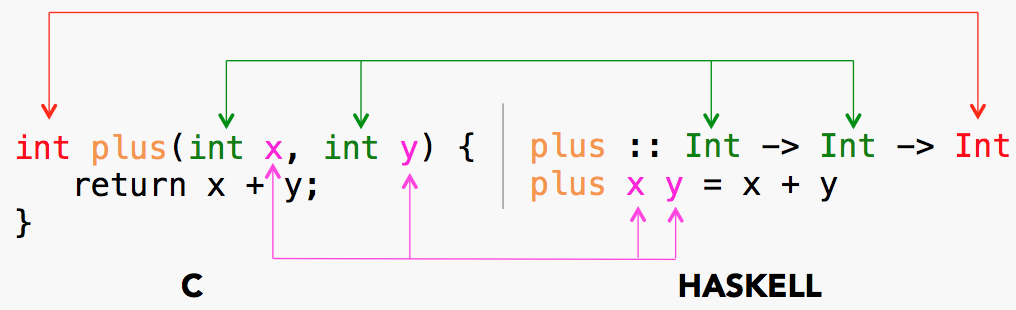 int plus(int x, int y) {
return x + y;
}
C
plus :: Int -> Int -> Int
plus x y = x + y
HASKELL